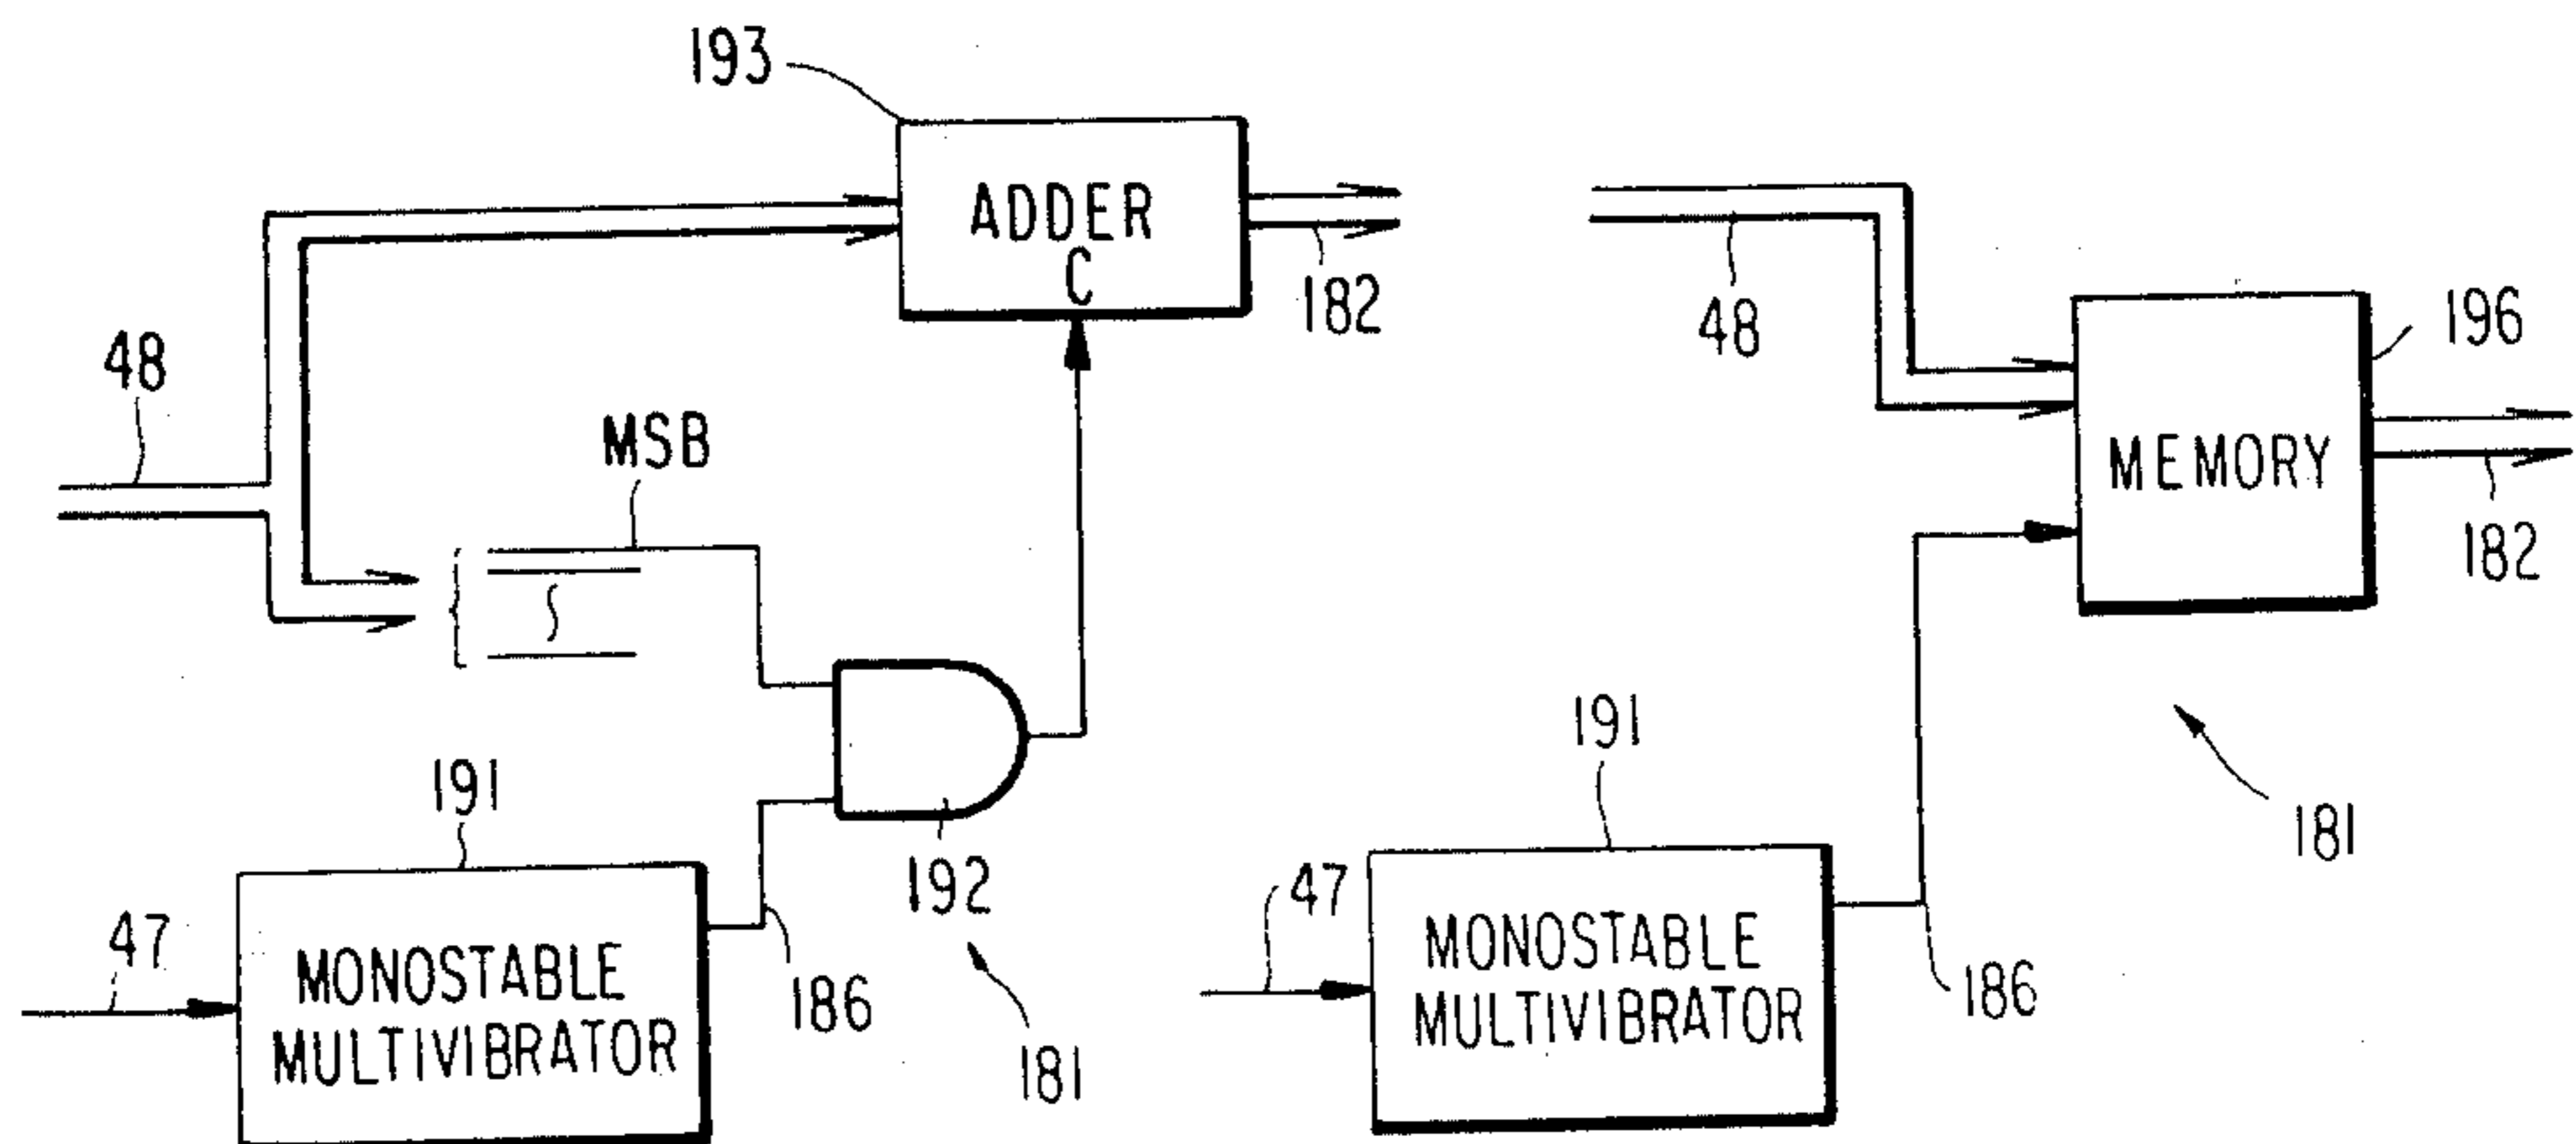 193
ADDER
C
182
48
MSB
191
47
MONOSTABLE
MULTIVIBRATOR
186
192
181
48
196
MEMORY
182
191
47
MONOSTABLE
MULTIVIBRATOR
186
181